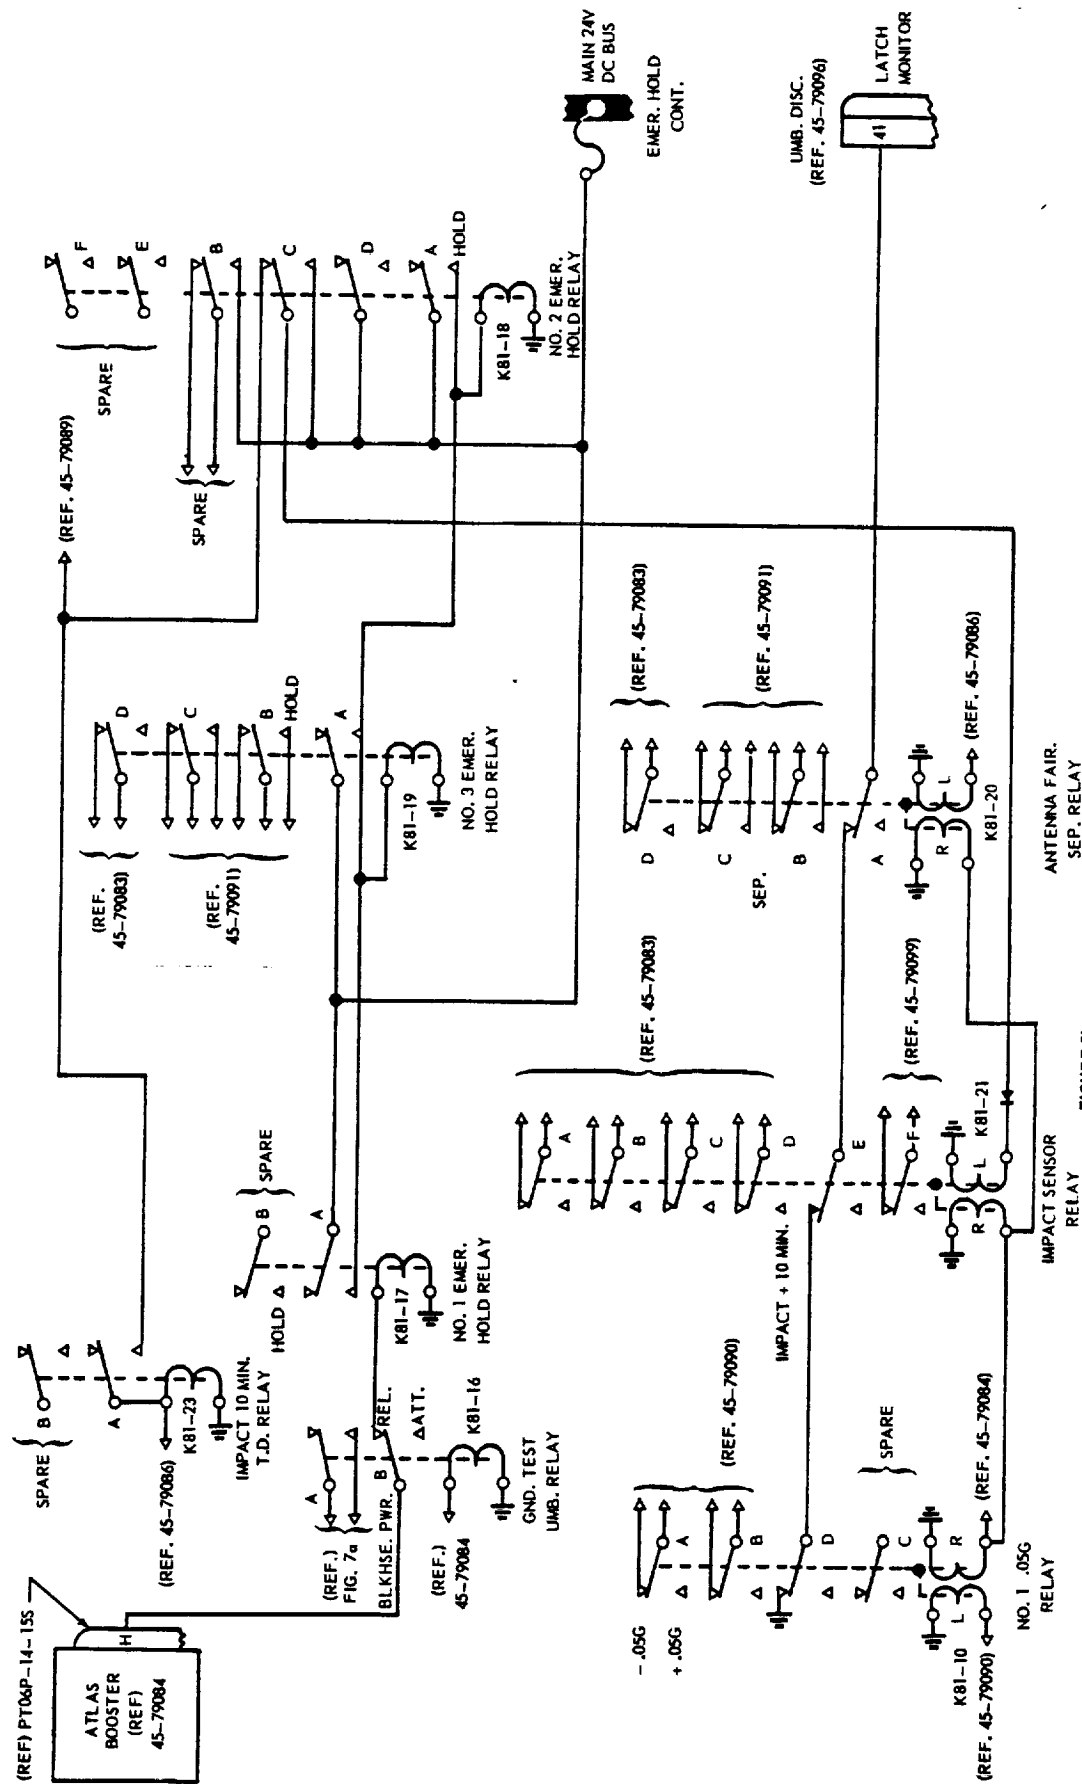 (REF) PT06P-14-15S
ATLAS
BOOSTER
(REF)
45-79084
H
SPARE
B
A
(REF. 45-79086)
K81-23
IMPACT 10 MIN.
T.D. RELAY
(REF.)
FIG. 7a
A
BLKHSE. PWR.
B
REL.
ATT.
(REF.)
45-79084
K81-16
GND. TEST
UMB. RELAY
SPARE
B
HOLD
A
K81-17
NO. 1 EMER.
HOLD RELAY
(REF.
45-79083)
D
(REF.
45-79091)
C
B
HOLD
A
K81-19
NO. 3 EMER.
HOLD RELAY
(REF. 45-79089)
SPARE
F
E
SPARE
B
C
D
A
HOLD
K81-18
NO. 2 EMER.
HOLD RELAY
MAIN 24V
DC BUS
EMER. HOLD
CONT.
- .05G
+ .05G
A
B
(REF. 45-79090)
D
C
SPARE
R
L
(REF. 45-79084)
K81-10
(REF. 45-79090)
NO. 1 .05G
RELAY
A
B
C
D
(REF. 45-79083)
IMPACT + 10 MIN.
E
F
(REF. 45-79099)
L
R
K81-21
IMPACT SENSOR
RELAY
D
(REF. 45-79083)
C
SEP.
B
(REF. 45-79091)
A
L
R
(REF. 45-79086)
K81-20
ANTENNA FAIR.
SEP. RELAY
UMB. DISC.
(REF. 45-79096)
41
LATCH
MONITOR